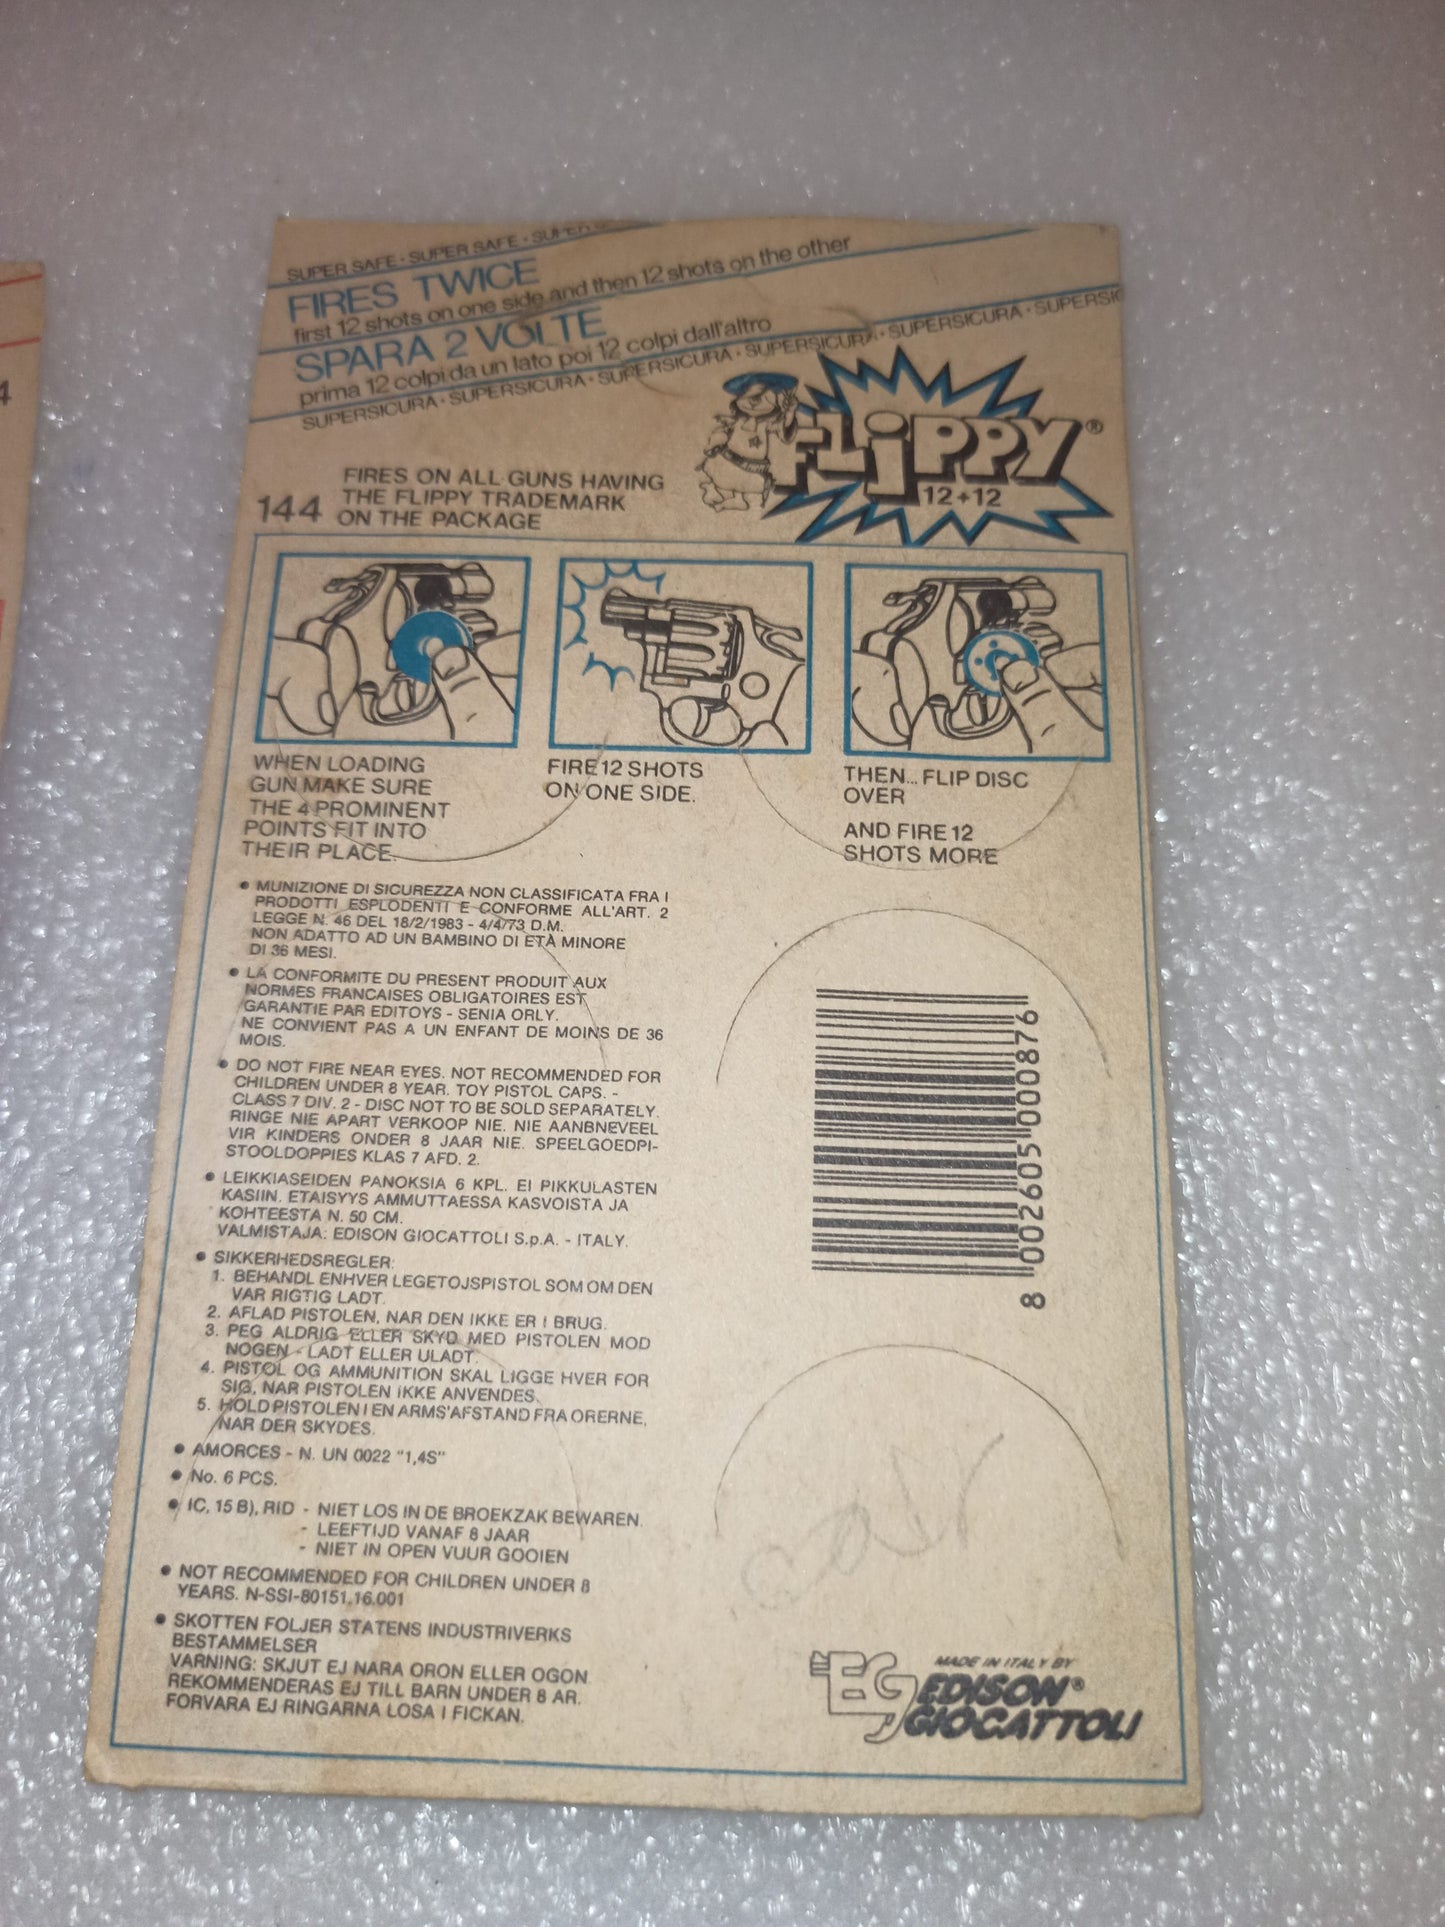 SUPER SAFE • SUPER SAFE • SUPER SAFE
FIRES TWICE
first 12 shots on one side and then 12 shots on the other
SPARA 2 VOLTE
prima 12 colpi da un lato poi 12 colpi dall'altro
SUPERSICURA • SUPERSICURA • SUPERSICURA • SUPERSICURA • SUPERSICURA • SUPERSIC
FLiPPY®
12+12
144
FIRES ON ALL GUNS HAVING
THE FLIPPY TRADEMARK
ON THE PACKAGE
WHEN LOADING
GUN MAKE SURE
THE 4 PROMINENT
POINTS FIT INTO
THEIR PLACE.
FIRE 12 SHOTS
ON ONE SIDE.
THEN... FLIP DISC
OVER
AND FIRE 12
SHOTS MORE
• MUNIZIONE DI SICUREZZA NON CLASSIFICATA FRA I
PRODOTTI ESPLODENTI E CONFORME ALL'ART. 2
LEGGE N. 46 DEL 18/2/1983 - 4/4/73 D.M.
NON ADATTO AD UN BAMBINO DI ETÀ MINORE
DI 36 MESI.
• LA CONFORMITE DU PRESENT PRODUIT AUX
NORMES FRANCAISES OBLIGATOIRES EST
GARANTIE PAR EDITOYS - SENIA ORLY.
NE CONVIENT PAS A UN ENFANT DE MOINS DE 36
MOIS.
• DO NOT FIRE NEAR EYES. NOT RECOMMENDED FOR
CHILDREN UNDER 8 YEAR. TOY PISTOL CAPS. -
CLASS 7 DIV. 2 - DISC NOT TO BE SOLD SEPARATELY.
RINGE NIE APART VERKOOP NIE. NIE AANBNEVEEL
VIR KINDERS ONDER 8 JAAR NIE. SPEELGOEDPI-
STOOLDOPPIES KLAS 7 AFD. 2.
• LEIKKIASEIDEN PANOKSIA 6 KPL. EI PIKKULASTEN
KASIIN. ETAISYYS AMMUTTAESSA KASVOISTA JA
KOHTEESTA N. 50 CM.
VALMISTAJA: EDISON GIOCATTOLI S.p.A. - ITALY.
• SIKKERHEDSREGLER:
1. BEHANDL ENHVER LEGETOJSPISTOL SOM OM DEN
VAR RIGTIG LADT.
2. AFLAD PISTOLEN, NAR DEN IKKE ER I BRUG.
3. PEG ALDRIG ELLER SKYD MED PISTOLEN MOD
NOGEN - LADT ELLER ULADT.
4. PISTOL OG AMMUNITION SKAL LIGGE HVER FOR
SIG, NAR PISTOLEN IKKE ANVENDES.
5. HOLD PISTOLEN I EN ARMS'AFSTAND FRA ORERNE,
NAR DER SKYDES.
• AMORCES - N. UN 0022 "1,4S"
• No. 6 PCS.
• IC, 15 B), RID - NIET LOS IN DE BROEKZAK BEWAREN.
- LEEFTIJD VANAF 8 JAAR
- NIET IN OPEN VUUR GOOIEN
• NOT RECOMMENDED FOR CHILDREN UNDER 8
YEARS. N-SSI-80151.16.001
• SKOTTEN FOLJER STATENS INDUSTRIVERKS
BESTAMMELSER
VARNING: SKJUT EJ NARA ORON ELLER OGON
REKOMMENDERAS EJ TILL BARN UNDER 8 AR.
FORVARA EJ RINGARNA LOSA I FICKAN.
8 002605 000876
EG
MADE IN ITALY BY
EDISON®
GIOCATTOLI
4